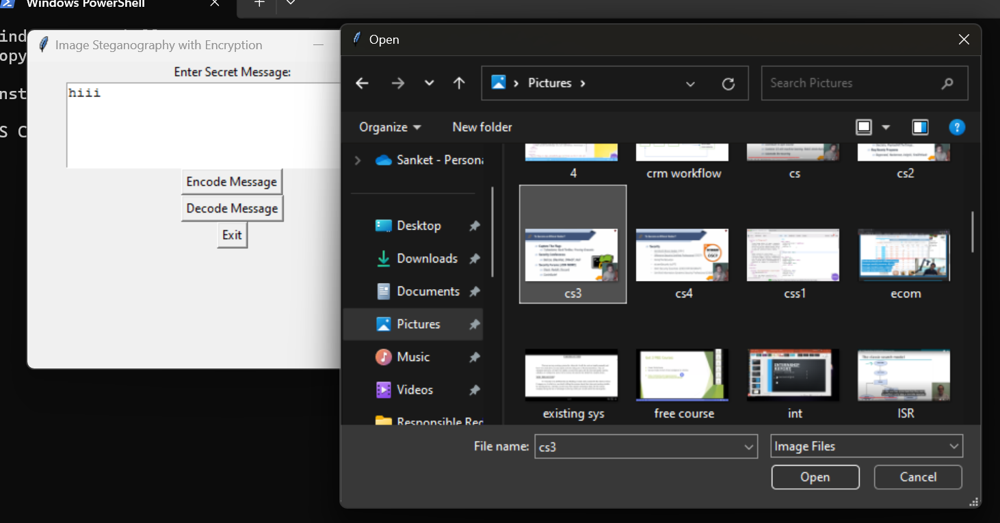 Windows PowerShell
Image Steganography with Encryption
Enter Secret Message:
hiii
Encode Message
Decode Message
Exit
ind
opy
nst
S C
Open
Pictures
Search Pictures
Organize
New folder
Sanket - Persona
Desktop
Downloads
Documents
Pictures
Music
Videos
Responsible Rec
4
crm workflow
cs
cs2
cs3
cs4
css1
ecom
INTERNSHIP
REPORT
existing sys
free course
int
ISR
File name:
cs3
Image Files
Open
Cancel